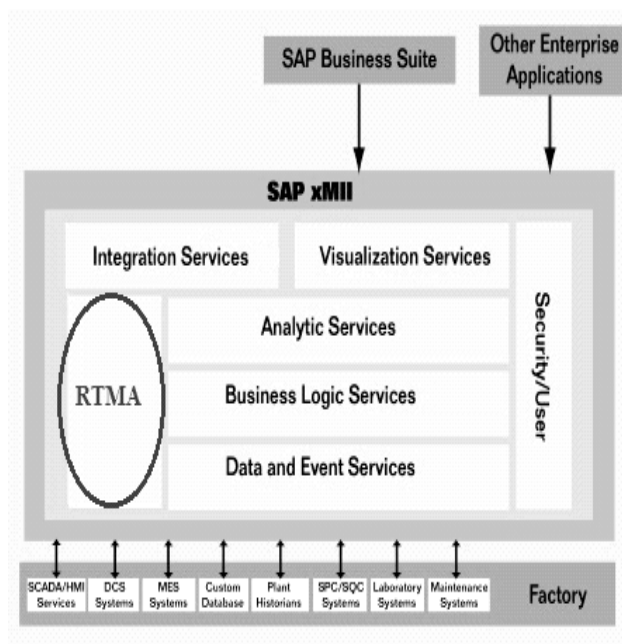 SAP Business Suite
Other Enterprise
Applications
SAP xMII
Integration Services
Visualization Services
Security/User
Analytic Services
RTMA
Business Logic Services
Data and Event Services
SCADA/HMI
Services
DCS
Systems
MES
Systems
Custom
Database
Plant
Historians
SPC/SQC
Systems
Laboratory
Systems
Maintenance
Systems
Factory